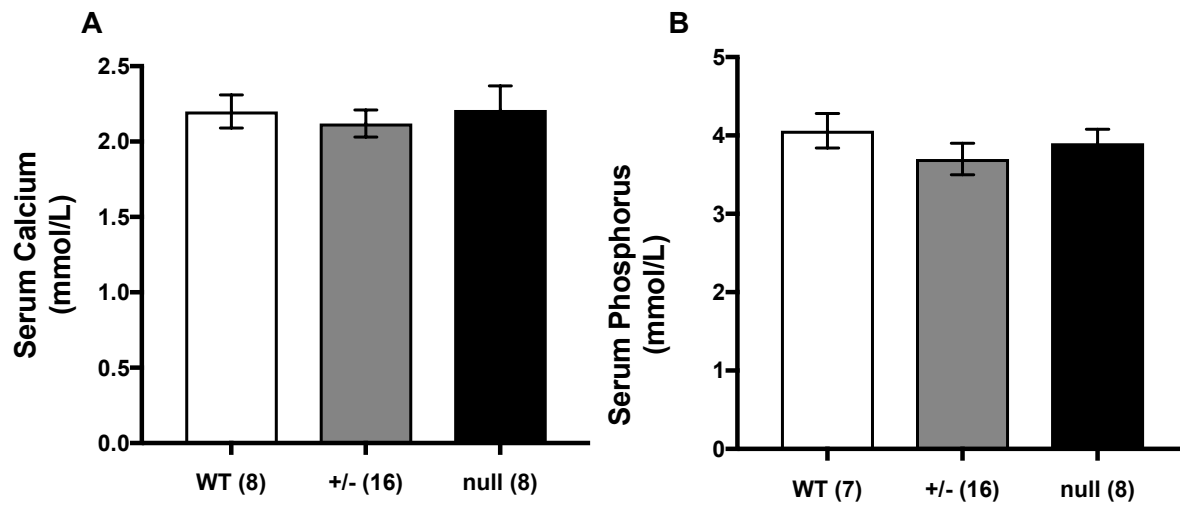 A
Serum Calcium
(mmol/L)
2.5
2.0
1.5
1.0
0.5
0.0
WT (8)
+/- (16)
null (8)
B
Serum Phosphorus
(mmol/L)
5
4
3
2
1
0
WT (7)
+/- (16)
null (8)